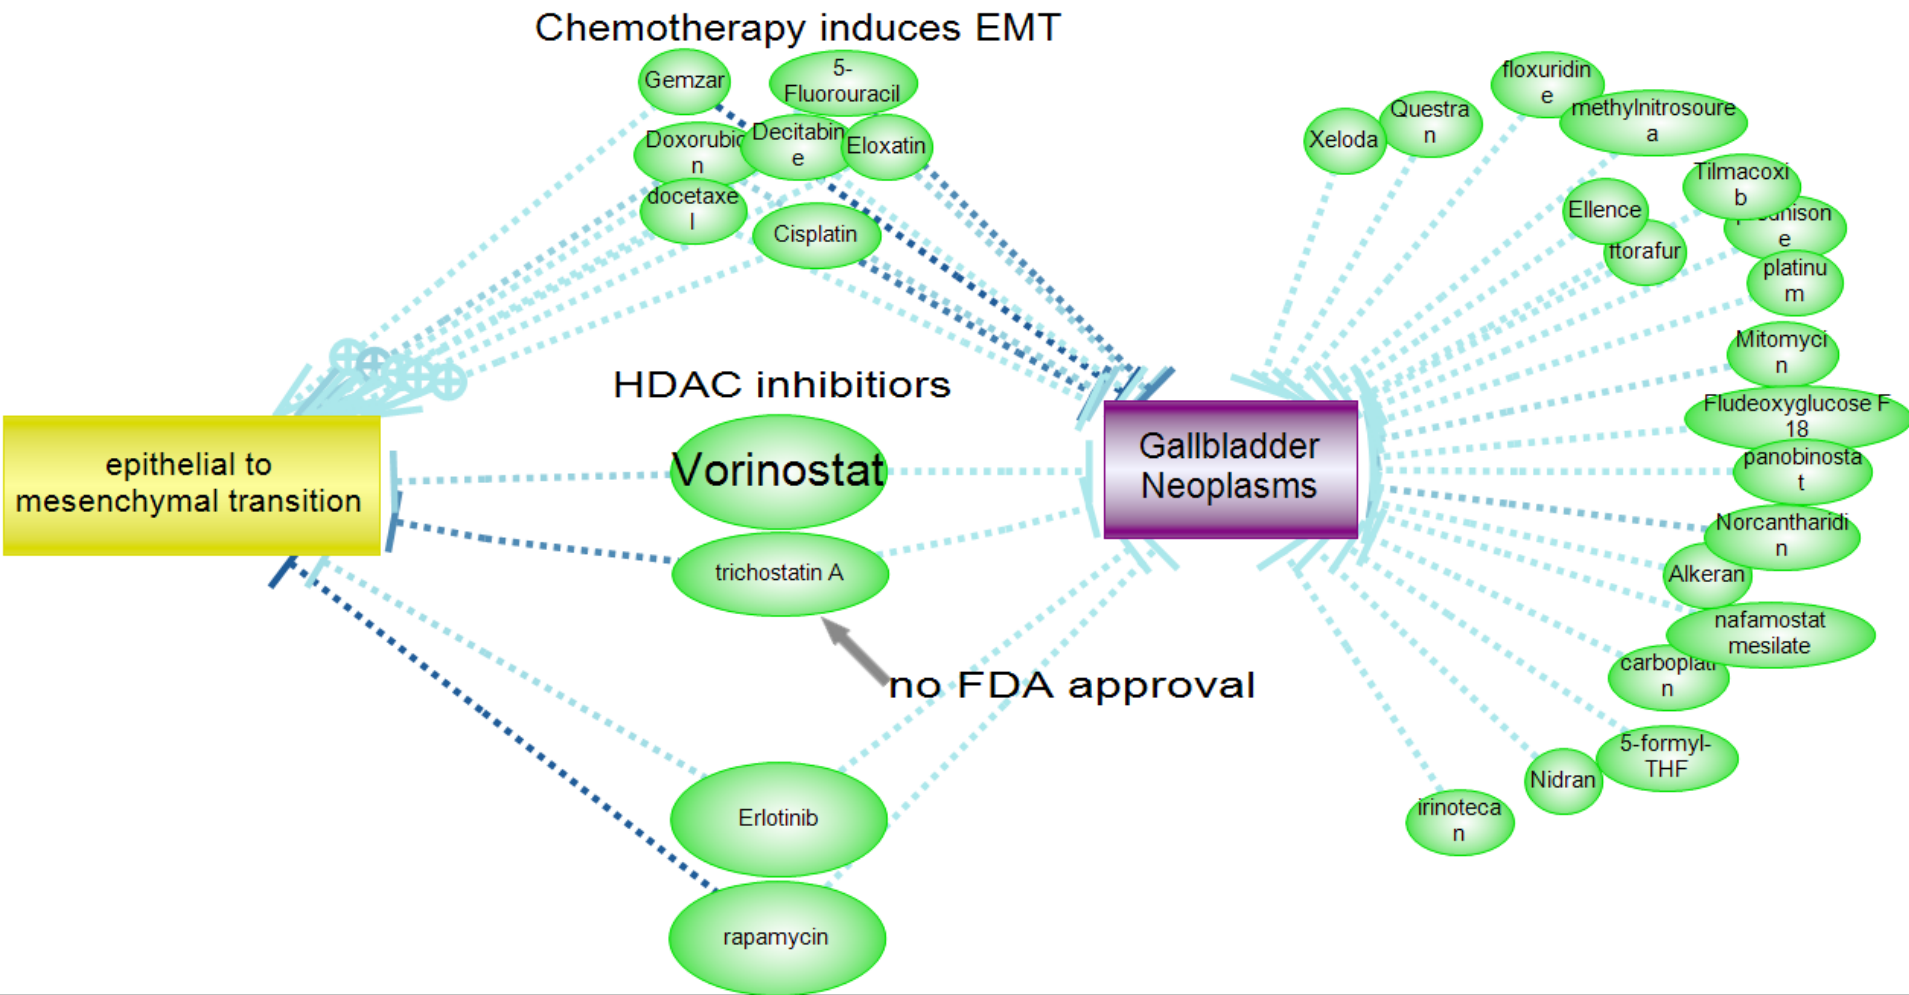 Chemotherapy induces EMT
Gemzar
5-
Fluorouracil
Doxorubic
n
Decitabin
e
Eloxatin
docetaxe
l
Cisplatin
HDAC inhibitiors
Vorinostat
trichostatin A
no FDA approval
Erlotinib
rapamycin
epithelial to
mesenchymal transition
Gallbladder
Neoplasms
Xeloda
Questra
n
floxuridin
e
methylnitrosoure
a
Tilmacoxi
b
Ellence
ftorafur
e
platinu
m
Mitomyci
n
Fludeoxyglucose F
18
panobinosta
t
Norcantharidi
n
Alkeran
nafamostat
mesilate
carboplati
n
5-formyl-
THF
Nidran
irinoteca
n